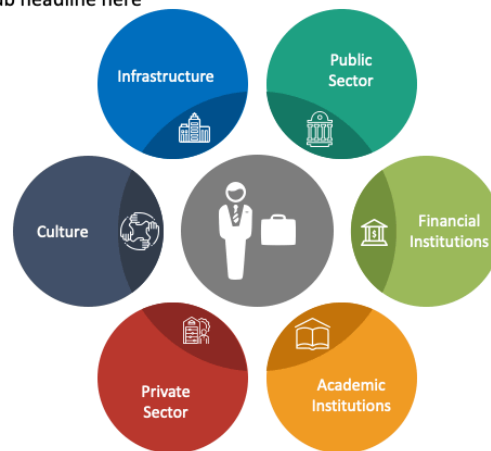 headline here
Infrastructure
Public
Sector
Culture
$
Financial
Institutions
Private
Sector
Academic
Institutions